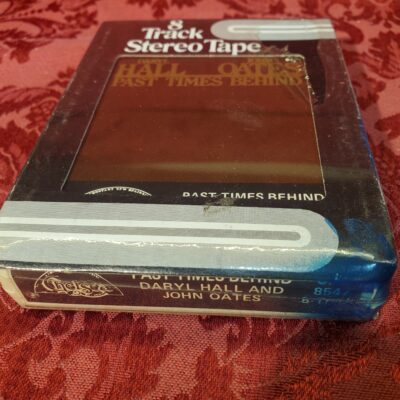 8
Track
Stereo Tape
HALL OATES
PAST TIMES BEHIND
PAST TIMES BEHIND
Chelsea
PAST TIMES BEHIND
DARYL HALL AND
JOHN OATES